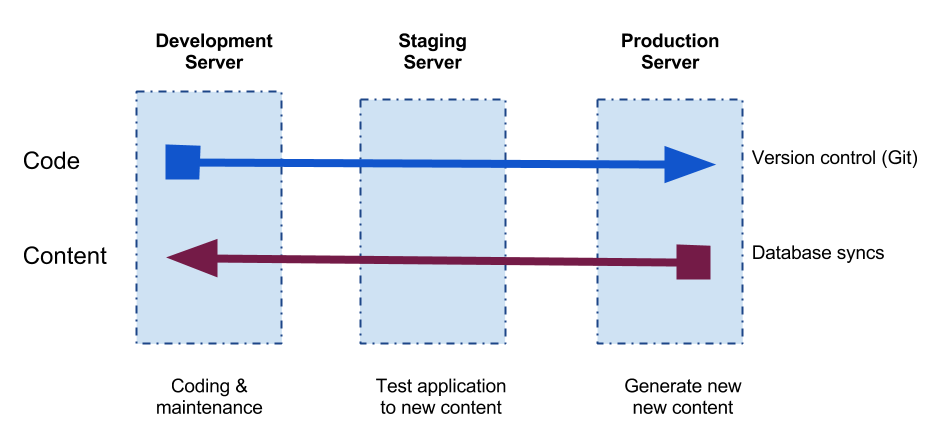 Development
Server
Staging
Server
Production
Server
Code
Version control (Git)
Content
Database syncs
Coding &
maintenance
Test application
to new content
Generate new
new content